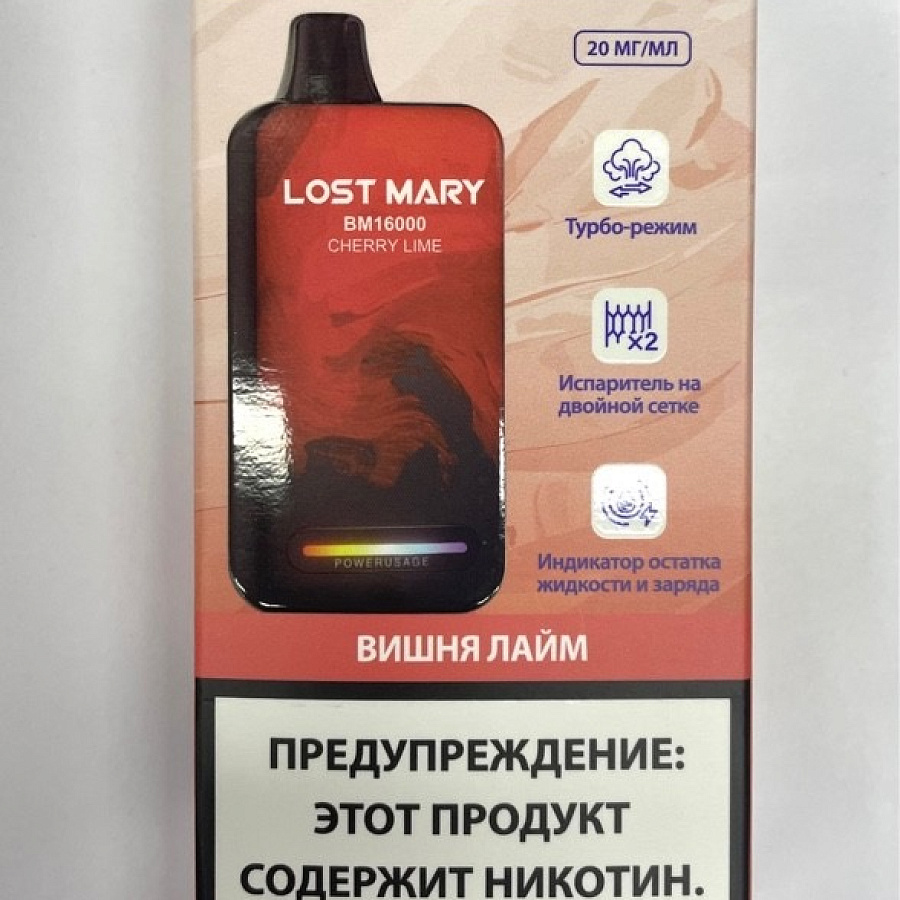 20 МГ/МЛ
LOST MARY
BM16000
CHERRY LIME
Турбо-режим
x2
Испаритель на
двойной сетке
Индикатор остатка
жидкости и заряда
POWERUSAGE
ВИШНЯ ЛАЙМ
ПРЕДУПРЕЖДЕНИЕ:
ЭТОТ ПРОДУКТ
СОДЕРЖИТ НИКОТИН.